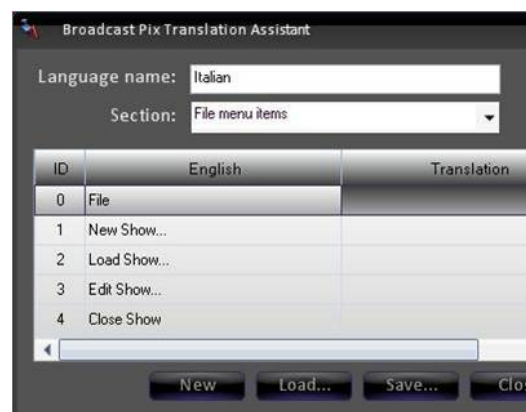 Broadcast Pix Translation Assistant
Language name: Italian
Section: File menu items
ID English Translation
0 File
1 New Show...
2 Load Show...
3 Edit Show...
4 Close Show
New Load... Save...